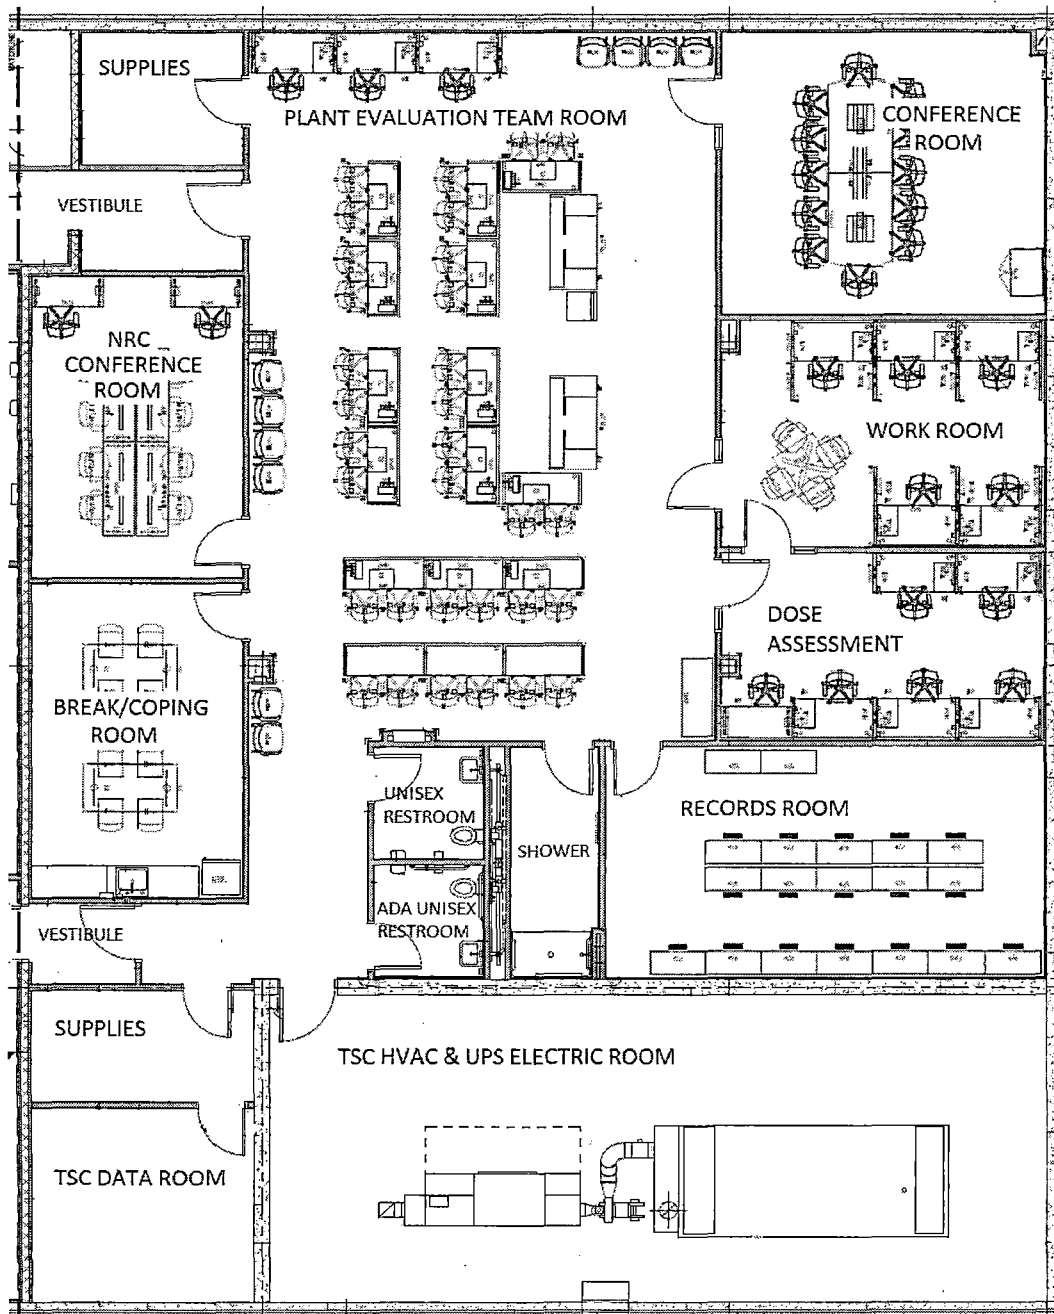 SUPPLIES
PLANT EVALUATION TEAM ROOM
CONFERENCE
ROOM
VESTIBULE
NRC
CONFERENCE
ROOM
WORK ROOM
DOSE
ASSESSMENT
BREAK/COPING
ROOM
UNISEX
RESTROOM
RECORDS ROOM
SHOWER
ADA UNISEX
RESTROOM
VESTIBULE
SUPPLIES
TSC HVAC & UPS ELECTRIC ROOM
TSC DATA ROOM